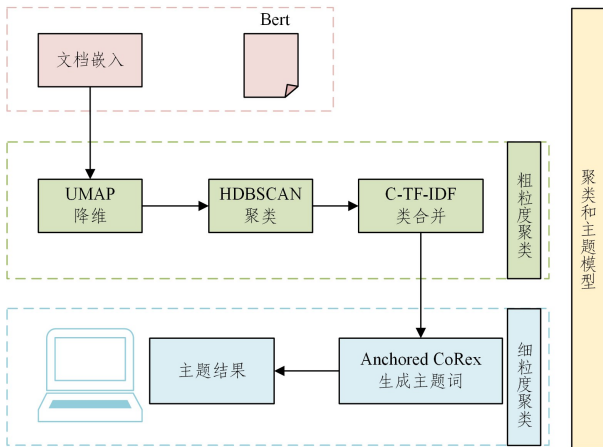 Bert
文档嵌入
UMAP
降维
HDBSCAN
聚类
C-TF-IDF
类合并
粗粒度聚类
主题结果
Anchored CoRex
生成主题词
细粒度聚类
聚类和主题模型